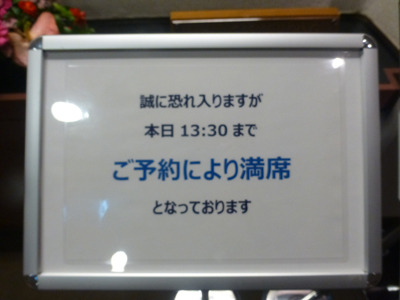 誠に恐れ入りますが
本日 13:30 まで
ご予約により満席
となっております